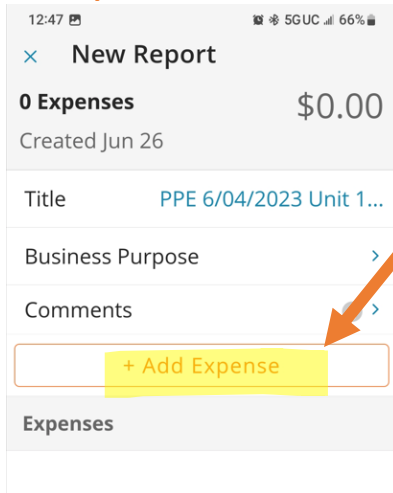 12:47 5GUC 66%
× New Report
0 Expenses $0.00
Created Jun 26
Title PPE 6/04/2023 Unit 1...
Business Purpose >
Comments >
+ Add Expense
Expenses